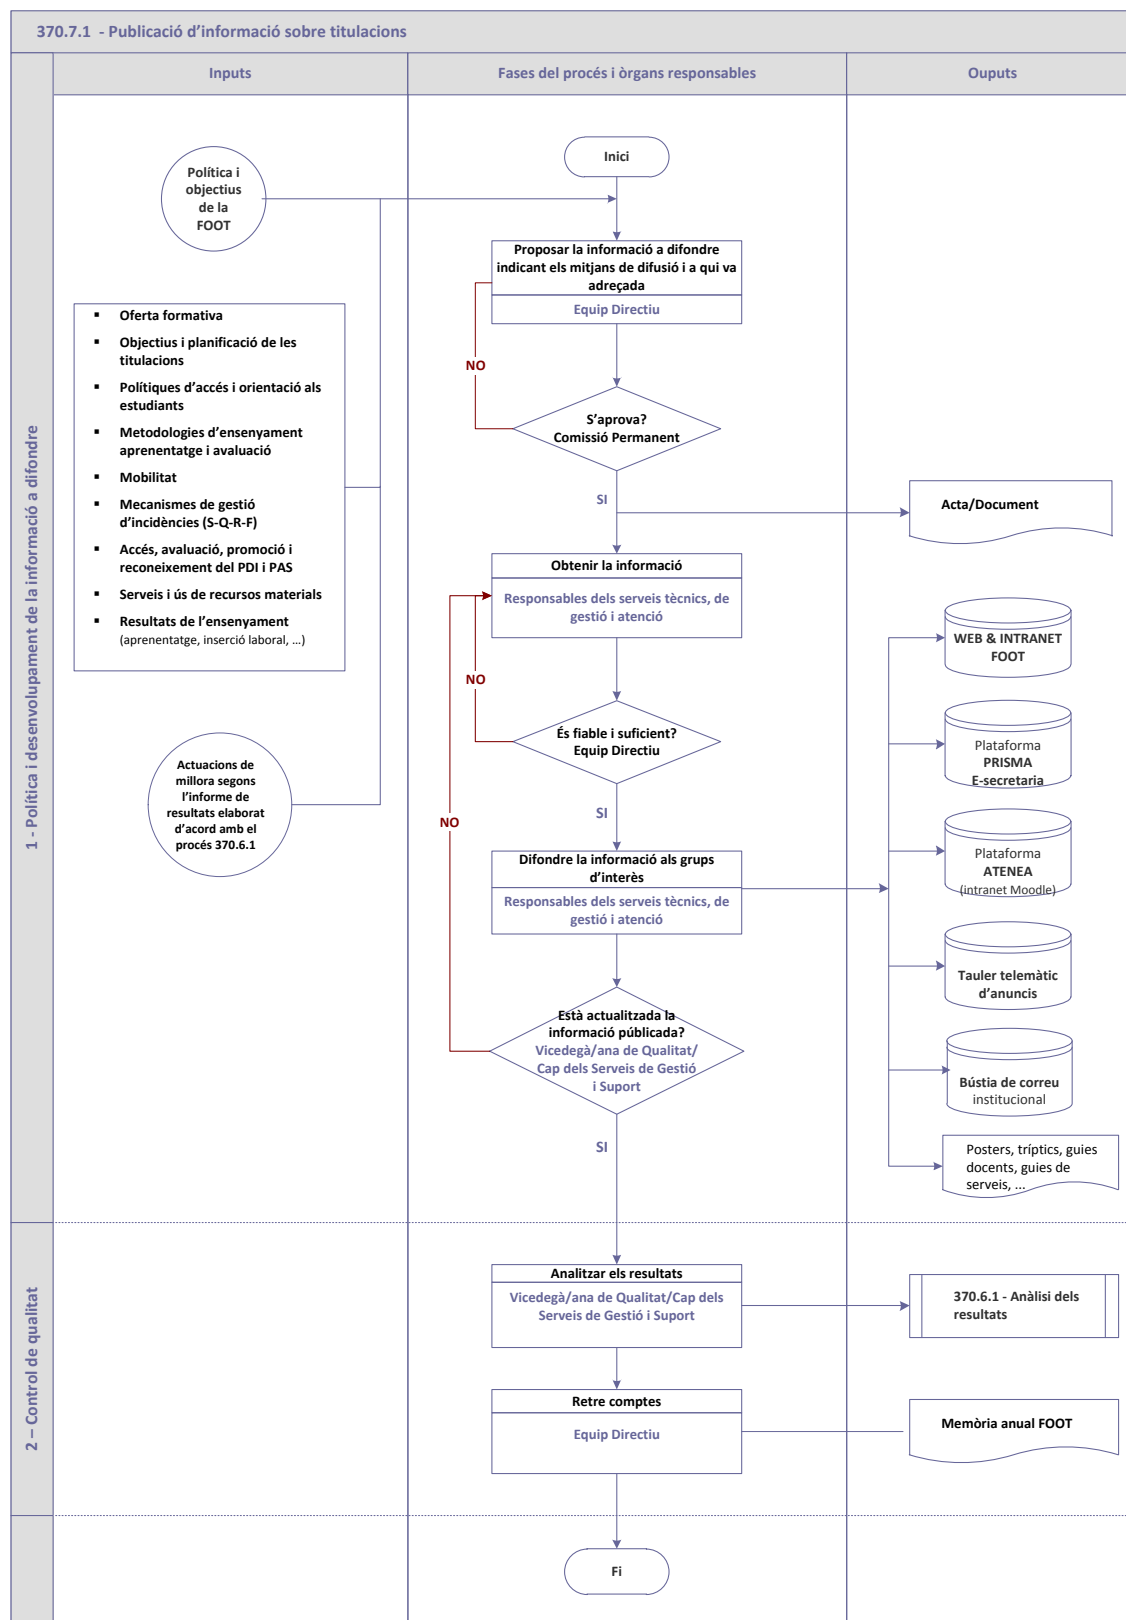 370.7.1 - Publicació d'informació sobre titulacions
Inputs
Fases del procés i òrgans responsables
Ouputs
1 - Política i desenvolupament de la informació a difondre
Política i
objectius
de la
FOOT
▪ Oferta formativa
▪ Objectius i planificació de les
titulacions
▪ Polítiques d'accés i orientació als
estudiants
▪ Metodologies d'ensenyament
aprenentatge i avaluació
▪ Mobilitat
▪ Mecanismes de gestió
d'incidències (S-Q-R-F)
▪ Accés, avaluació, promoció i
reconeixement del PDI i PAS
▪ Serveis i ús de recursos materials
▪ Resultats de l'ensenyament
(aprenentatge, inserció laboral, …)
Actuacions de
millora segons
l'informe de
resultats elaborat
d'acord amb el
procés 370.6.1
Inici
Proposar la informació a difondre
indicant els mitjans de difusió i a qui va
adreçada
Equip Directiu
NO
S'aprova?
Comissió Permanent
SI
Acta/Document
Obtenir la informació
Responsables dels serveis tècnics, de
gestió i atenció
NO
És fiable i suficient?
Equip Directiu
SI
NO
Difondre la informació als grups
d'interès
Responsables dels serveis tècnics, de
gestió i atenció
Està actualitzada la
informació púplicada?
Vicedegà/ana de Qualitat/
Cap dels Serveis de Gestió
i Suport
SI
WEB & INTRANET
FOOT
Plataforma
PRISMA
E-secretaria
Plataforma
ATENEA
(intranet Moodle)
Tauler telemàtic
d'anuncis
Bústia de correu
institucional
Posters, tríptics, guies
docents, guies de
serveis, ...
2 – Control de qualitat
Analitzar els resultats
Vicedegà/ana de Qualitat/Cap dels
Serveis de Gestió i Suport
370.6.1 - Anàlisi dels
resultats
Retre comptes
Equip Directiu
Memòria anual FOOT
Fi